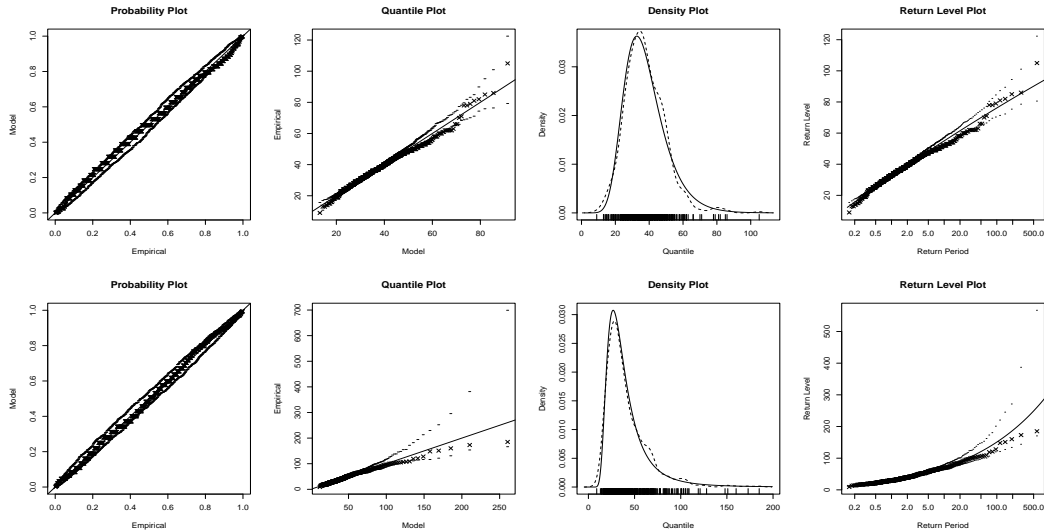 Probability Plot
Quantile Plot
Density Plot
Return Level Plot
Model
0.0 0.2 0.4 0.6 0.8 1.0
0.0 0.2 0.4 0.6 0.8 1.0
Empirical
Empirical
20 40 60 80 100 120
20 40 60 80
Model
Density
0.00 0.01 0.02 0.03
0 20 40 60 80 100
Quantile
Return Level
20 40 60 80 100 120
0.2 0.5 2.0 5.0 20.0 100.0 500.0
Return Period
Probability Plot
Quantile Plot
Density Plot
Return Level Plot
Model
0.0 0.2 0.4 0.6 0.8 1.0
0.0 0.2 0.4 0.6 0.8 1.0
Empirical
Empirical
0 100 200 300 400 500 600 700
50 100 150 200 250
Model
Density
0.000 0.005 0.010 0.015 0.020 0.025 0.030
0 50 100 150 200
Quantile
Return Level
0 100 200 300 400 500
0.2 0.5 2.0 5.0 20.0 100.0 500.0
Return Period